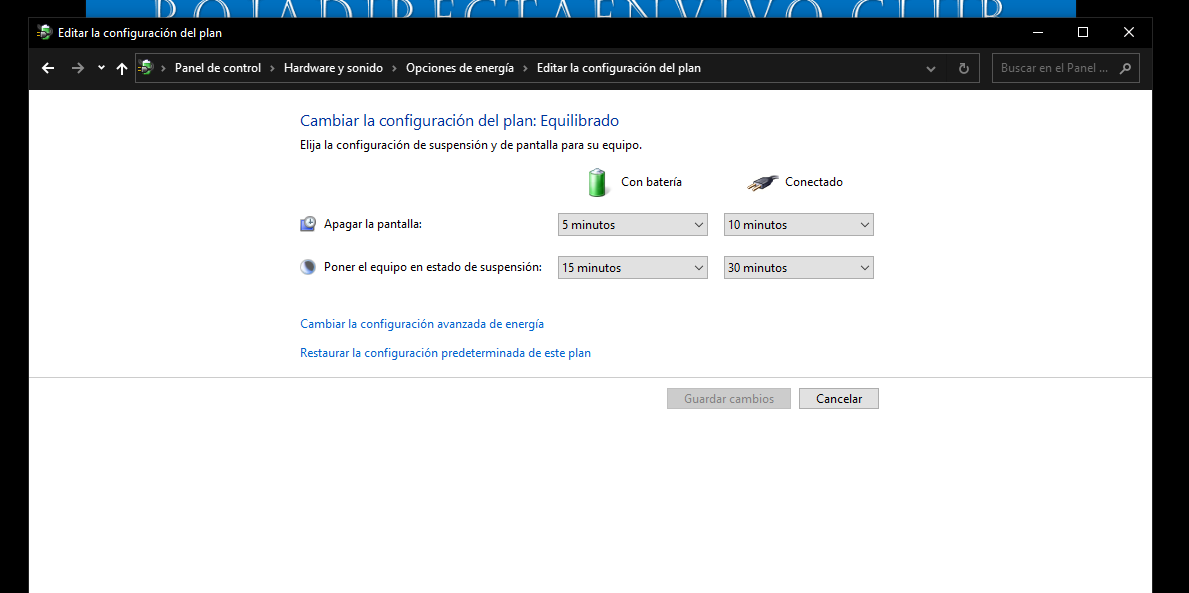 ROJADIRECTAENVIVO.CLUB
Editar la configuración del plan
Panel de control > Hardware y sonido > Opciones de energía > Editar la configuración del plan
Buscar en el Panel ...
Cambiar la configuración del plan: Equilibrado
Elija la configuración de suspensión y de pantalla para su equipo.
Con batería Conectado
Apagar la pantalla: 5 minutos 10 minutos
Poner el equipo en estado de suspensión: 15 minutos 30 minutos
Cambiar la configuración avanzada de energía
Restaurar la configuración predeterminada de este plan
Guardar cambios Cancelar